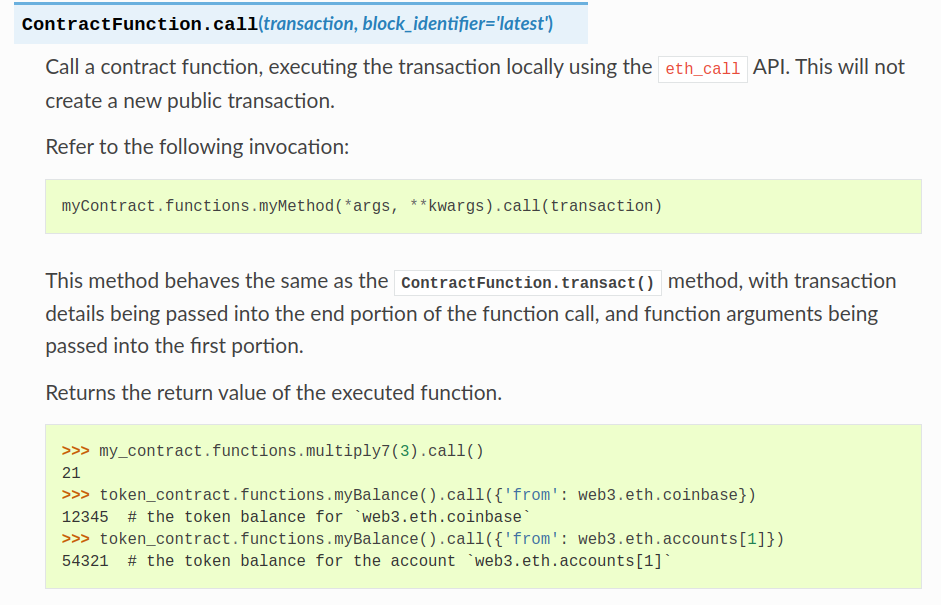 ContractFunction.call(transaction, block_identifier='latest')
Call a contract function, executing the transaction locally using the eth_call API. This will not
create a new public transaction.
Refer to the following invocation:
myContract.functions.myMethod(*args, **kwargs).call(transaction)
This method behaves the same as the ContractFunction.transact() method, with transaction
details being passed into the end portion of the function call, and function arguments being
passed into the first portion.
Returns the return value of the executed function.
>>> my_contract.functions.multiply7(3).call()
21
>>> token_contract.functions.myBalance().call({'from': web3.eth.coinbase})
12345  # the token balance for `web3.eth.coinbase`
>>> token_contract.functions.myBalance().call({'from': web3.eth.accounts[1]})
54321  # the token balance for the account `web3.eth.accounts[1]`